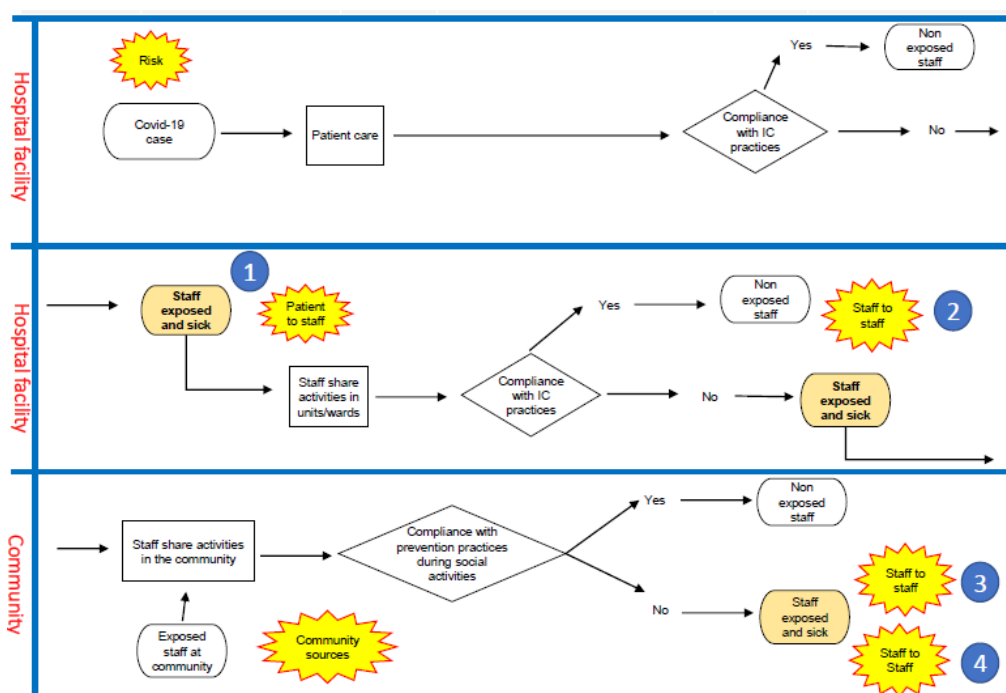 Hospital facility
Risk
Covid-19
case
Patient care
Compliance
with IC
practices
Yes
Non
exposed
staff
No
Hospital facility
1
Staff
exposed
and sick
Patient
to staff
Staff share
activities in
units/wards
Compliance
with IC
practices
Yes
Non
exposed
staff
Staff to
staff
2
No
Staff
exposed
and sick
Community
Staff share activities
in the community
Exposed
staff at
community
Community
sources
Compliance with
prevention practices
during social
activities
Yes
Non
exposed
staff
No
Staff
exposed
and sick
Staff to
staff
3
Staff to
Staff
4